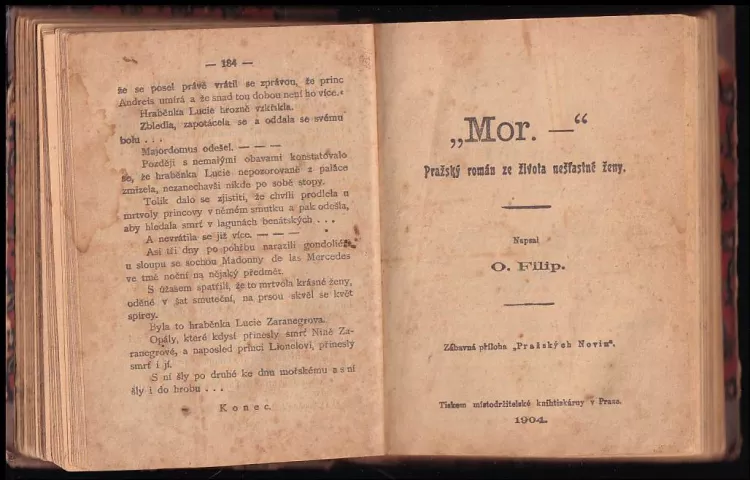 — 184 —
že se posel právě vrátil se zprávou, že princ
Andreis umírá a že snad tou dobou není ho více.«
Hraběnka Lucie hrozně vzkřikla.
Zbledla, zapotácela se a oddala se svému
bolu . . .
Majordomus odešel. — — —
Později s nemalými obavami konstatovalo
se, že hraběnka Lucie nepozorovaně z paláce
zmizela, nezanechavši nikde po sobě stopy.
Tolik dalo se zjistiti, že chvíli prodlela u
mrtvoly princovy v němém smutku a pak odešla,
aby hledala smrť v lagunách benátských . . .
A nevrátila se již více. — — —
Asi tři dny po pohřbu narazili gondoliéři
u sloupu se sochou Madonny de las Mercedes
ve tmě noční na nějaký předmět.
S úžasem spatřili, že to mrtvola krásné ženy,
oděné v šat smuteční, na prsou skvěl se květ
spirey.
Byla to hraběnka Lucie Zaranegrova.
Opály, které kdysi přinesly smrť Nině Za-
ranegrové, a naposled princi Lionelovi, přinesly
smrť i jí.
S ní šly po druhé ke dnu mořskému a s ní
šly i do hrobu . . .
Konec.
„Mor. —“
Pražský román ze života nešťastné ženy.
Napsal
O. Filip.
Zábavná příloha „Pražských Novin“.
Tiskem místodržitelské knihtiskárny v Praze.
1904.